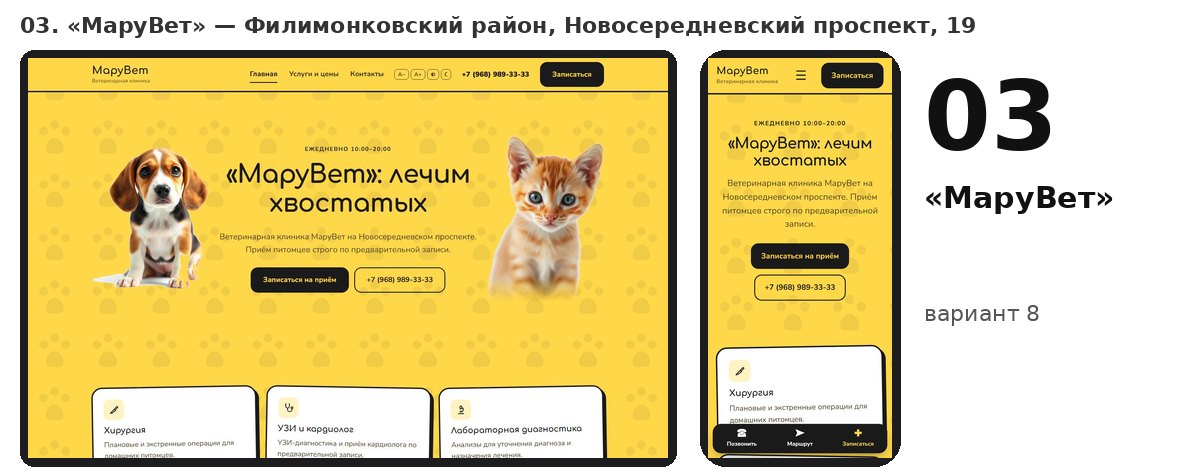 03. «МаруВет» — Филимонковский район, Новосередневский проспект, 19
МаруВет
Ветеринарная клиника
Главная
Услуги и цены
Контакты
A-
A+
C
+7 (968) 989-33-33
Записаться
ЕЖЕДНЕВНО 10:00–20:00
«МаруВет»: лечим
хвостатых
Ветеринарная клиника МаруВет на Новосередневском проспекте.
Приём питомцев строго по предварительной записи.
Записаться на приём
+7 (968) 989-33-33
Хирургия
Плановые и экстренные операции для
домашних питомцев.
УЗИ и кардиолог
УЗИ-диагностика и приём кардиолога по
предварительной записи.
Лабораторная диагностика
Анализы для уточнения диагноза и
назначения лечения.
МаруВет
Ветеринарная клиника
Записаться
ЕЖЕДНЕВНО 10:00–20:00
«МаруВет»: лечим
хвостатых
Ветеринарная клиника МаруВет на
Новосередневском проспекте. Приём
питомцев строго по предварительной
записи.
Записаться на приём
+7 (968) 989-33-33
Хирургия
Плановые и экстренные операции для
домашних питомцев.
Позвонить
Маршрут
Записаться
03
«МаруВет»
вариант 8